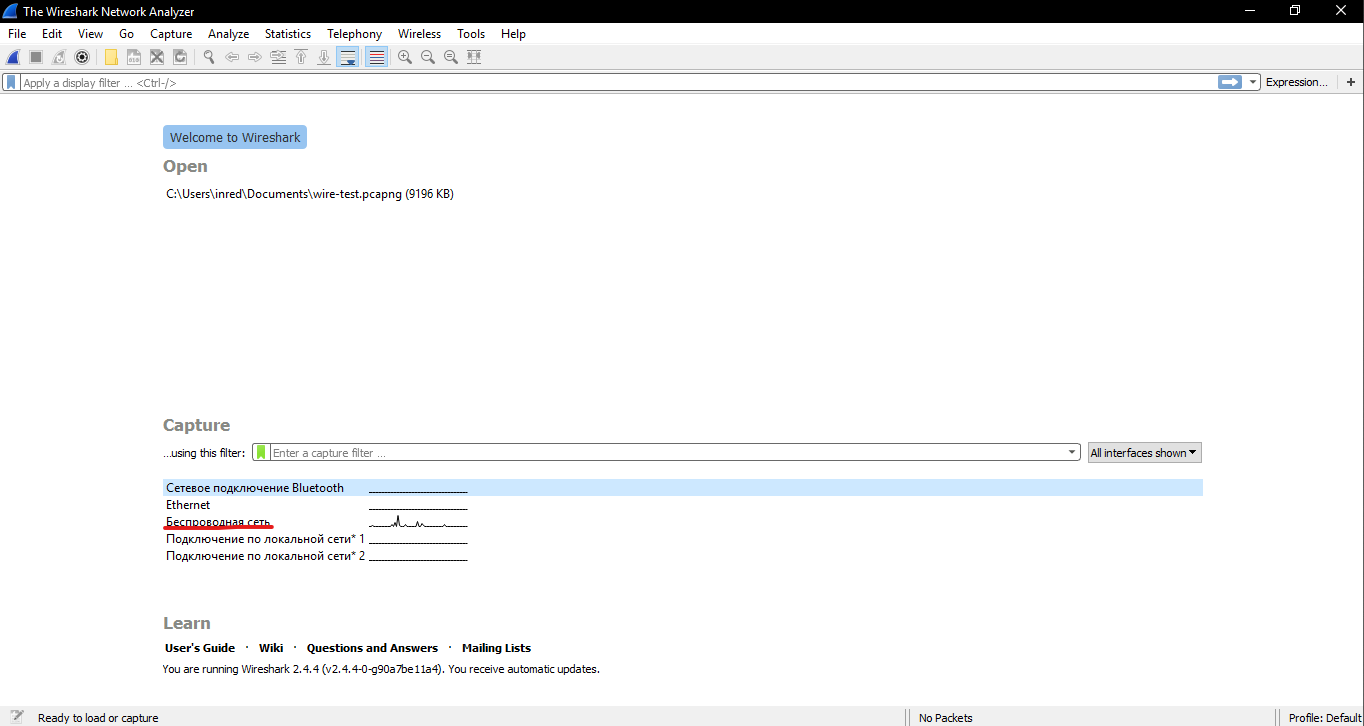 The Wireshark Network Analyzer
File Edit View Go Capture Analyze Statistics Telephony Wireless Tools Help
Apply a display filter ... <Ctrl-/> Expression... +
Welcome to Wireshark
Open
C:\Users\inred\Documents\wire-test.pcapng (9196 KB)
Capture
...using this filter: Enter a capture filter ... All interfaces shown
Сетевое подключение Bluetooth
Ethernet
Беспроводная сеть
Подключение по локальной сети* 1
Подключение по локальной сети* 2
Learn
User's Guide · Wiki · Questions and Answers · Mailing Lists
You are running Wireshark 2.4.4 (v2.4.4-0-g90a7be11a4). You receive automatic updates.
Ready to load or capture No Packets Profile: Default